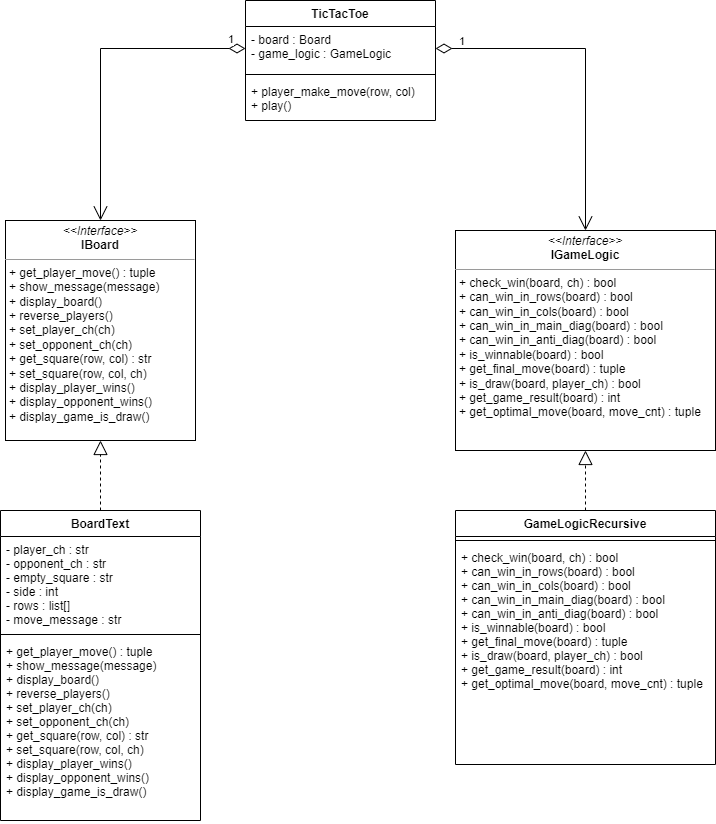 TicTacToe
- board : Board
- game_logic : GameLogic
+ player_make_move(row, col)
+ play()
1
1
<<Interface>>
IBoard
+ get_player_move() : tuple
+ show_message(message)
+ display_board()
+ reverse_players()
+ set_player_ch(ch)
+ set_opponent_ch(ch)
+ get_square(row, col) : str
+ set_square(row, col, ch)
+ display_player_wins()
+ display_opponent_wins()
+ display_game_is_draw()
<<Interface>>
IGameLogic
+ check_win(board, ch) : bool
+ can_win_in_rows(board) : bool
+ can_win_in_cols(board) : bool
+ can_win_in_main_diag(board) : bool
+ can_win_in_anti_diag(board) : bool
+ is_winnable(board) : bool
+ get_final_move(board) : tuple
+ is_draw(board, player_ch) : bool
+ get_game_result(board) : int
+ get_optimal_move(board, move_cnt) : tuple
BoardText
- player_ch : str
- opponent_ch : str
- empty_square : str
- side : int
- rows : list[]
- move_message : str
+ get_player_move() : tuple
+ show_message(message)
+ display_board()
+ reverse_players()
+ set_player_ch(ch)
+ set_opponent_ch(ch)
+ get_square(row, col) : str
+ set_square(row, col, ch)
+ display_player_wins()
+ display_opponent_wins()
+ display_game_is_draw()
GameLogicRecursive
+ check_win(board, ch) : bool
+ can_win_in_rows(board) : bool
+ can_win_in_cols(board) : bool
+ can_win_in_main_diag(board) : bool
+ can_win_in_anti_diag(board) : bool
+ is_winnable(board) : bool
+ get_final_move(board) : tuple
+ is_draw(board, player_ch) : bool
+ get_game_result(board) : int
+ get_optimal_move(board, move_cnt) : tuple